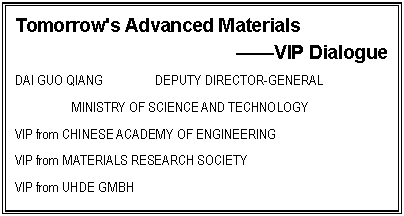 Tomorrow's Advanced Materials
——VIP Dialogue
DAI GUO QIANG DEPUTY DIRECTOR-GENERAL
MINISTRY OF SCIENCE AND TECHNOLOGY
VIP from CHINESE ACADEMY OF ENGINEERING
VIP from MATERIALS RESEARCH SOCIETY
VIP from UHDE GMBH